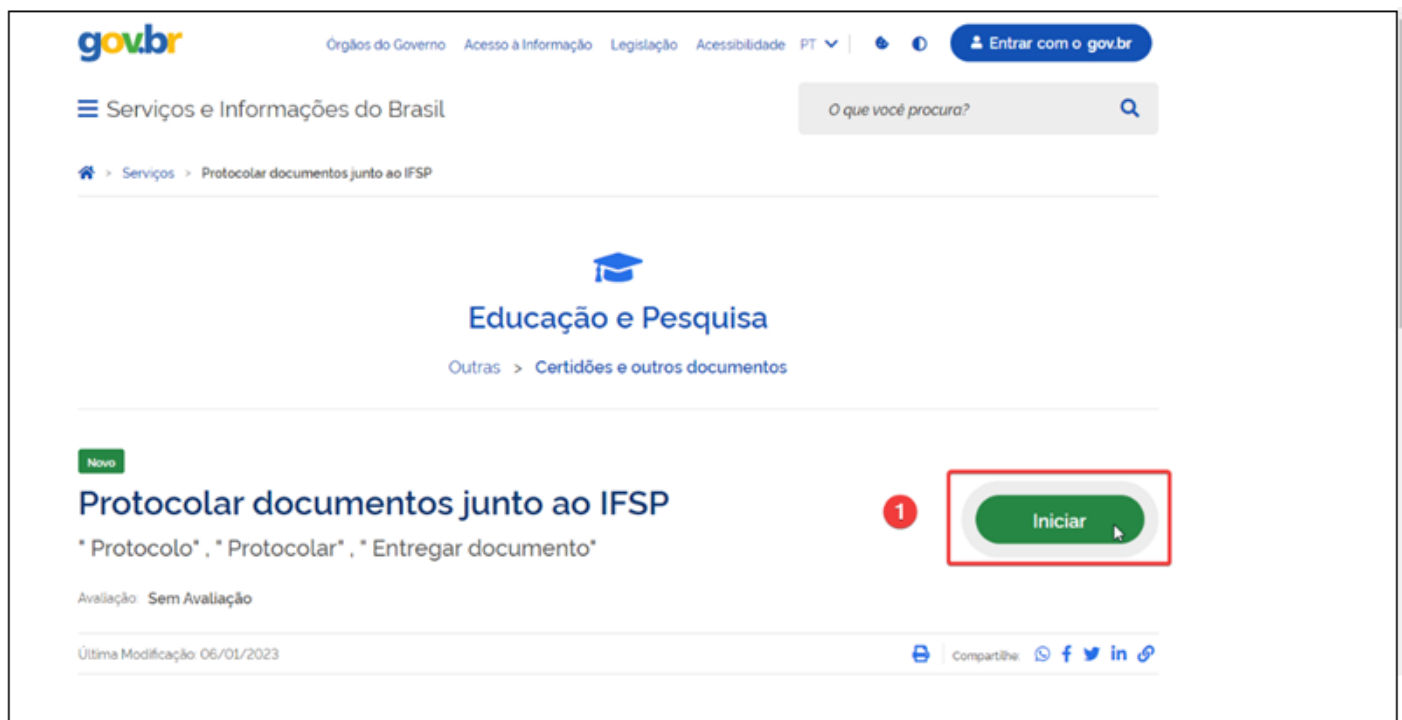 gov.br
Órgãos do Governo Acesso à Informação Legislação Acessibilidade PT Entrar com o gov.br
Serviços e Informações do Brasil
O que você procura?
> Serviços > Protocolar documentos junto ao IFSP
Educação e Pesquisa
Outras > Certidões e outros documentos
Novo
Protocolar documentos junto ao IFSP
1
Iniciar
" Protocolo" , " Protocolar" , " Entregar documento"
Avaliação: Sem Avaliação
Última Modificação: 06/01/2023
Compartilhe: